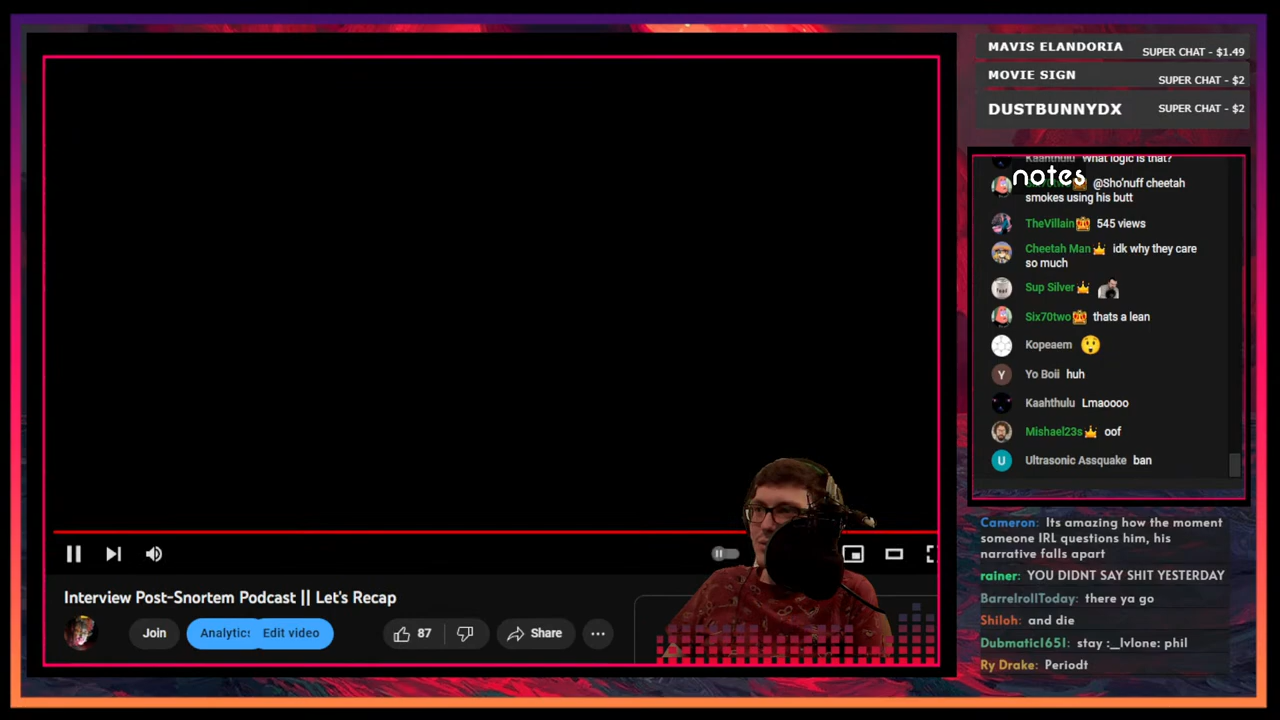 MAVIS ELANDORIA SUPER CHAT - $1.49
MOVIE SIGN SUPER CHAT - $2
DUSTBUNNYDX SUPER CHAT - $2
Kaahthulu What logic is that?
notes
@Sho'nuff cheetah
smokes using his butt
TheVillain 545 views
Cheetah Man idk why they care
so much
Sup Silver
Six70two thats a lean
Kopeaem
Y Yo Boii huh
Kaahthulu Lmaoooo
Mishael23s oof
U Ultrasonic Assquake ban
Cameron: Its amazing how the moment
someone IRL questions him, his
narrative falls apart
rainer: YOU DIDNT SAY SHIT YESTERDAY
BarrelrollToday: there ya go
Shiloh: and die
Dubmatic1651: stay :_lvlone: phil
Ry Drake: Periodt
Interview Post-Snortem Podcast || Let's Recap
Join Analytics Edit video 87 Share